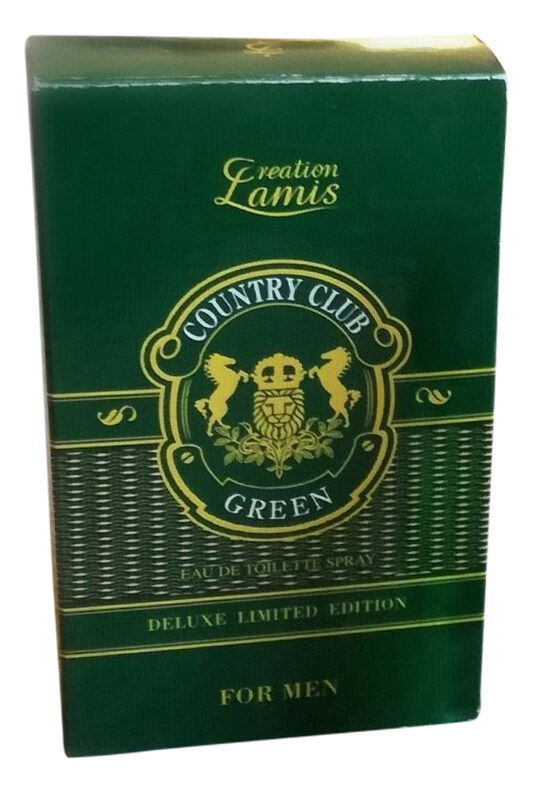 Creation
Lamis
COUNTRY CLUB
GREEN
EAU DE TOILETTE SPRAY
DELUXE LIMITED EDITION
FOR MEN